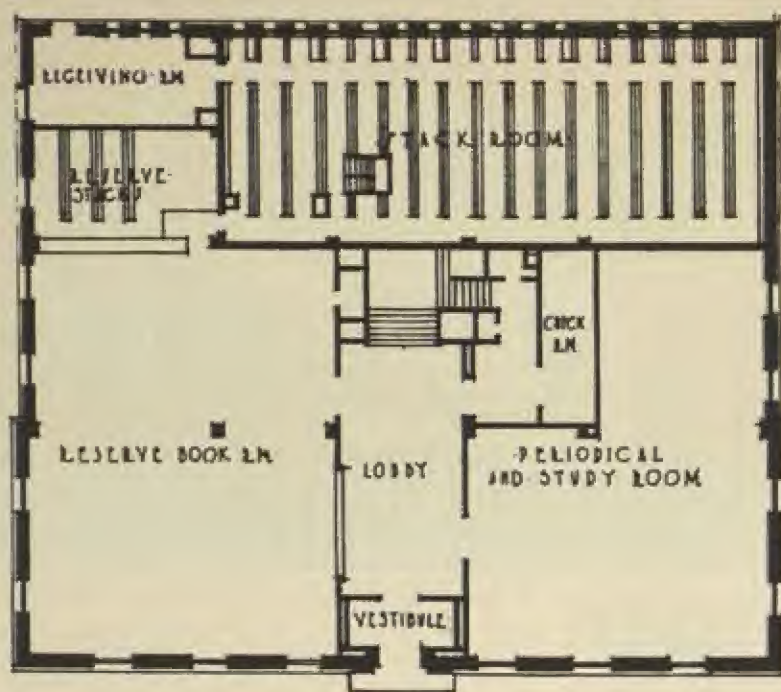 RECEIVING RM
STACK ROOM
RESERVE
STACKS
CHECK
RM
RESERVE BOOK RM
LOBBY
PERIODICAL
AND STUDY ROOM
VESTIBULE